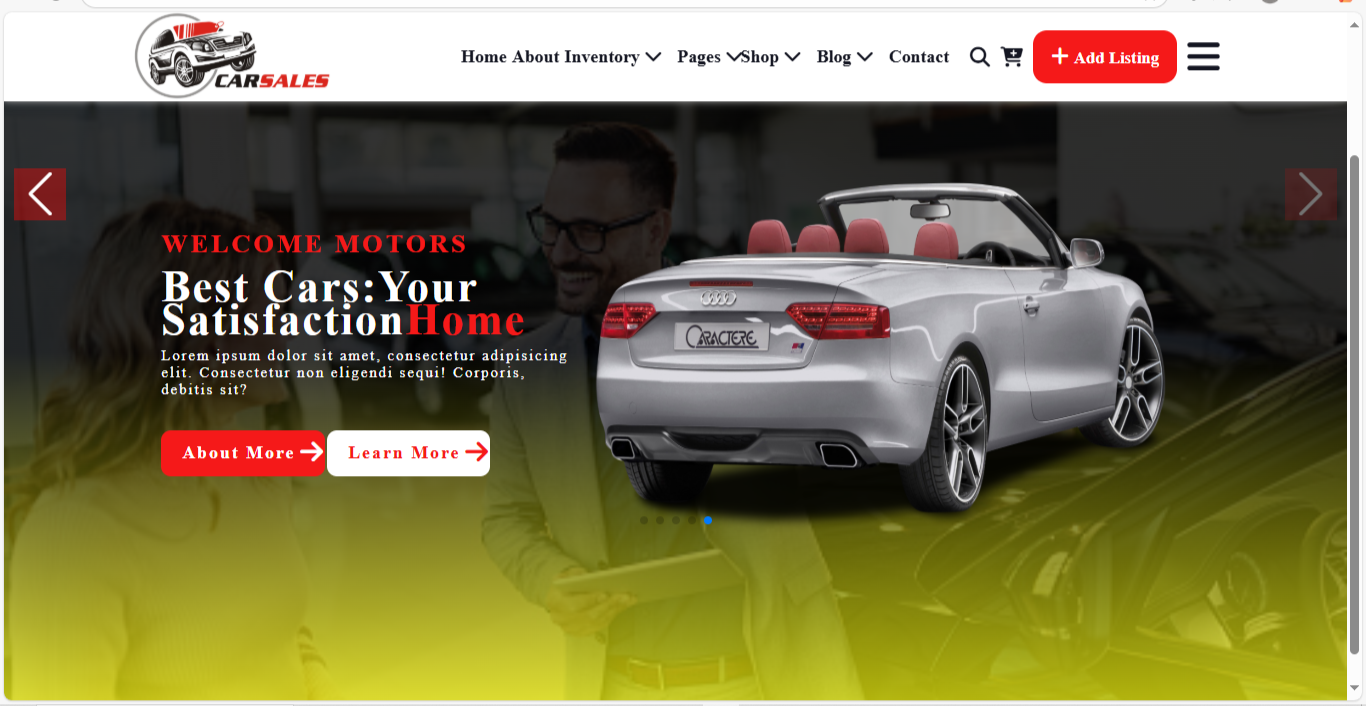 CARSALES
Home About Inventory Pages Shop Blog Contact Add Listing
WELCOME MOTORS
Best Cars:Your
SatisfactionHome
Lorem ipsum dolor sit amet, consectetur adipisicing
elit. Consectetur non eligendi sequi! Corporis,
debitis sit?
CARACTERE
About More Learn More